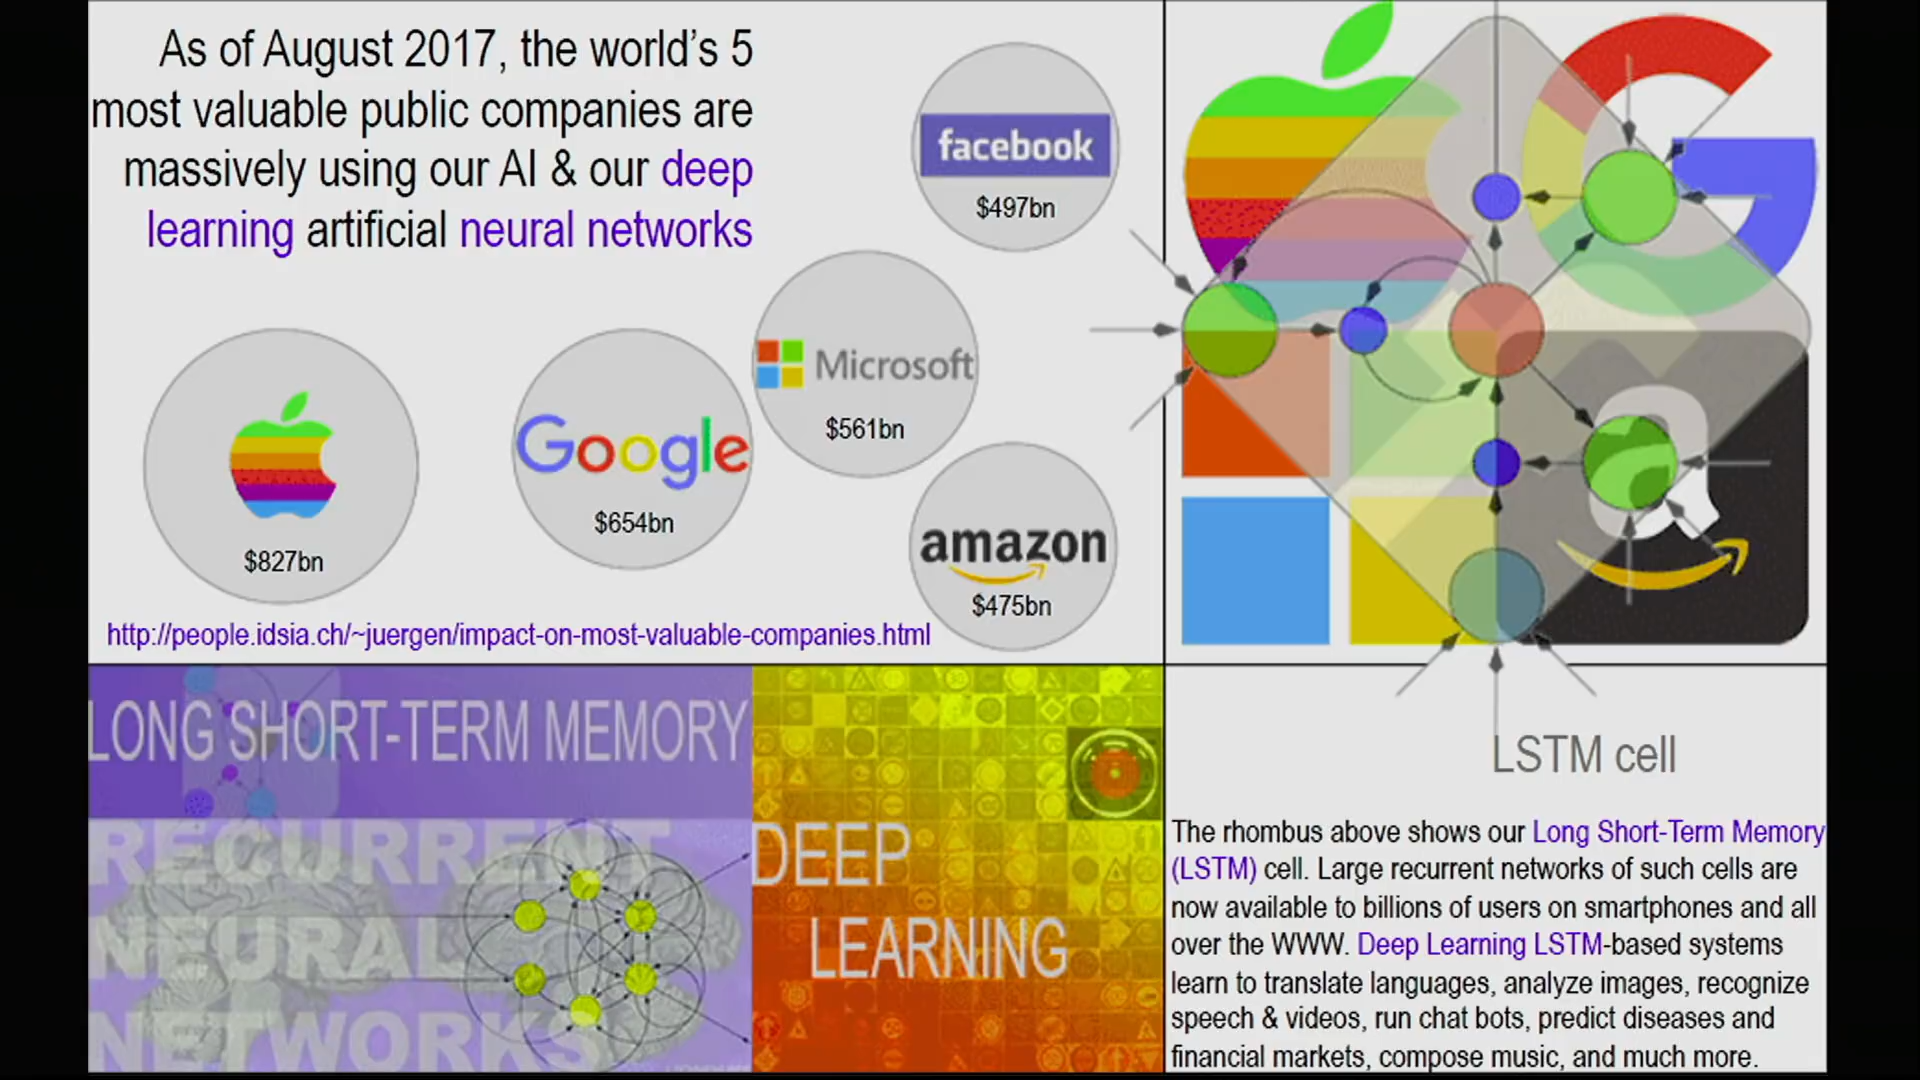 As of August 2017, the world's 5
most valuable public companies are
massively using our AI & our deep
learning artificial neural networks
facebook
$497bn
Microsoft
$561bn
Google
$654bn
$827bn
amazon
$475bn
http://people.idsia.ch/~juergen/impact-on-most-valuable-companies.html
LONG SHORT-TERM MEMORY
RECURRENT
NEURAL
NETWORKS
DEEP
LEARNING
LSTM cell
The rhombus above shows our Long Short-Term Memory
(LSTM) cell. Large recurrent networks of such cells are
now available to billions of users on smartphones and all
over the WWW. Deep Learning LSTM-based systems
learn to translate languages, analyze images, recognize
speech & videos, run chat bots, predict diseases and
financial markets, compose music, and much more.